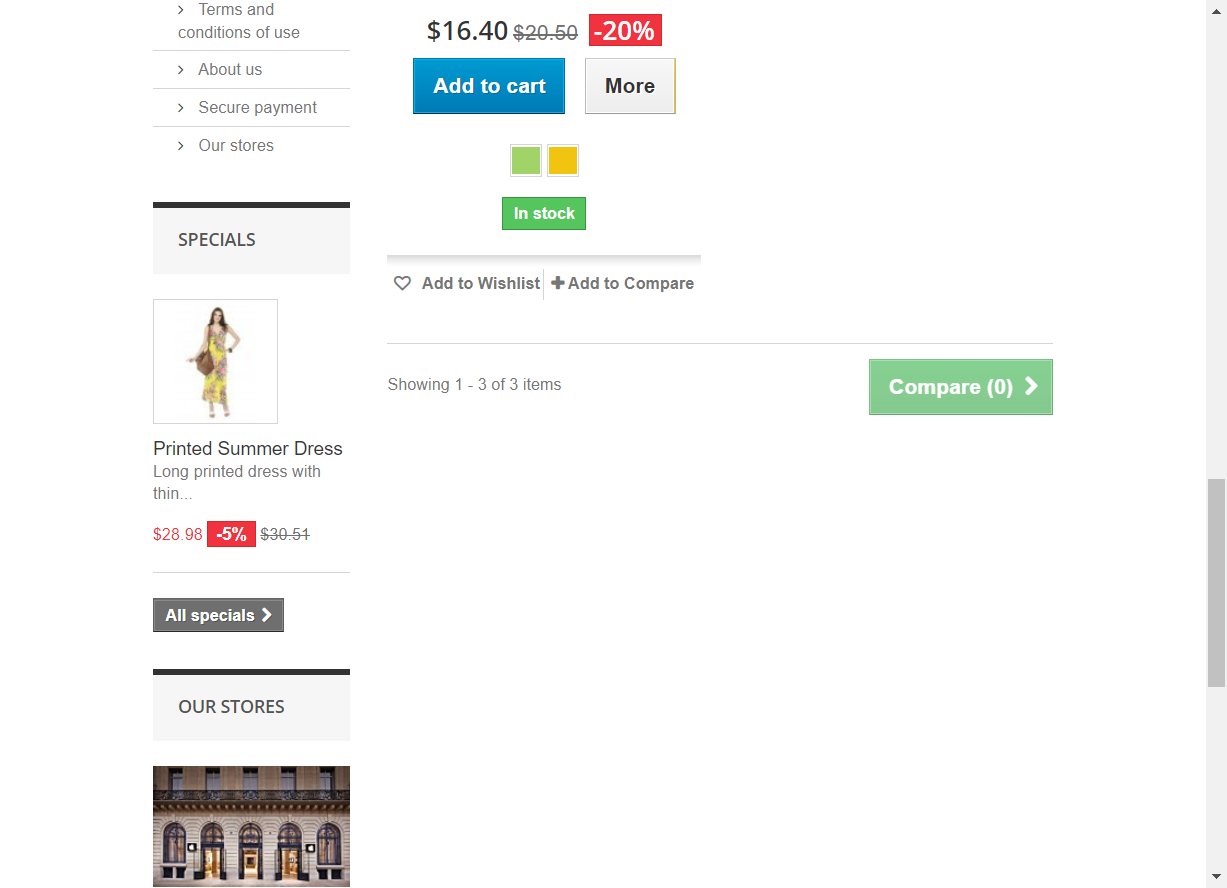 Terms and
conditions of use
About us
Secure payment
Our stores
SPECIALS
Printed Summer Dress
Long printed dress with
thin...
$28.98 -5% $30.51
All specials
OUR STORES
$16.40 $20.50 -20%
Add to cart More
In stock
Add to Wishlist Add to Compare
Showing 1 - 3 of 3 items
Compare (0)